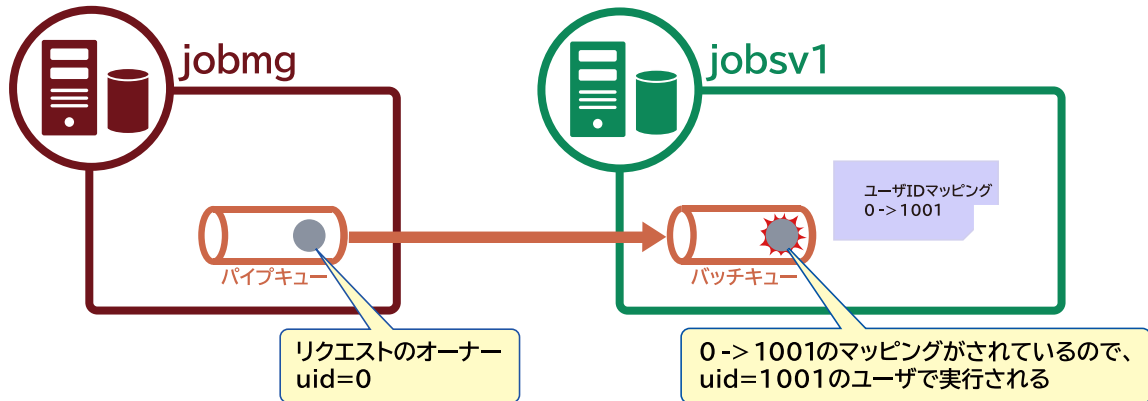 jobmg
jobsv1
ユーザIDマッピング
0->1001
パイプキュー
バッチキュー
リクエストのオーナー
uid=0
0->1001のマッピングがされているので、
uid=1001のユーザで実行される